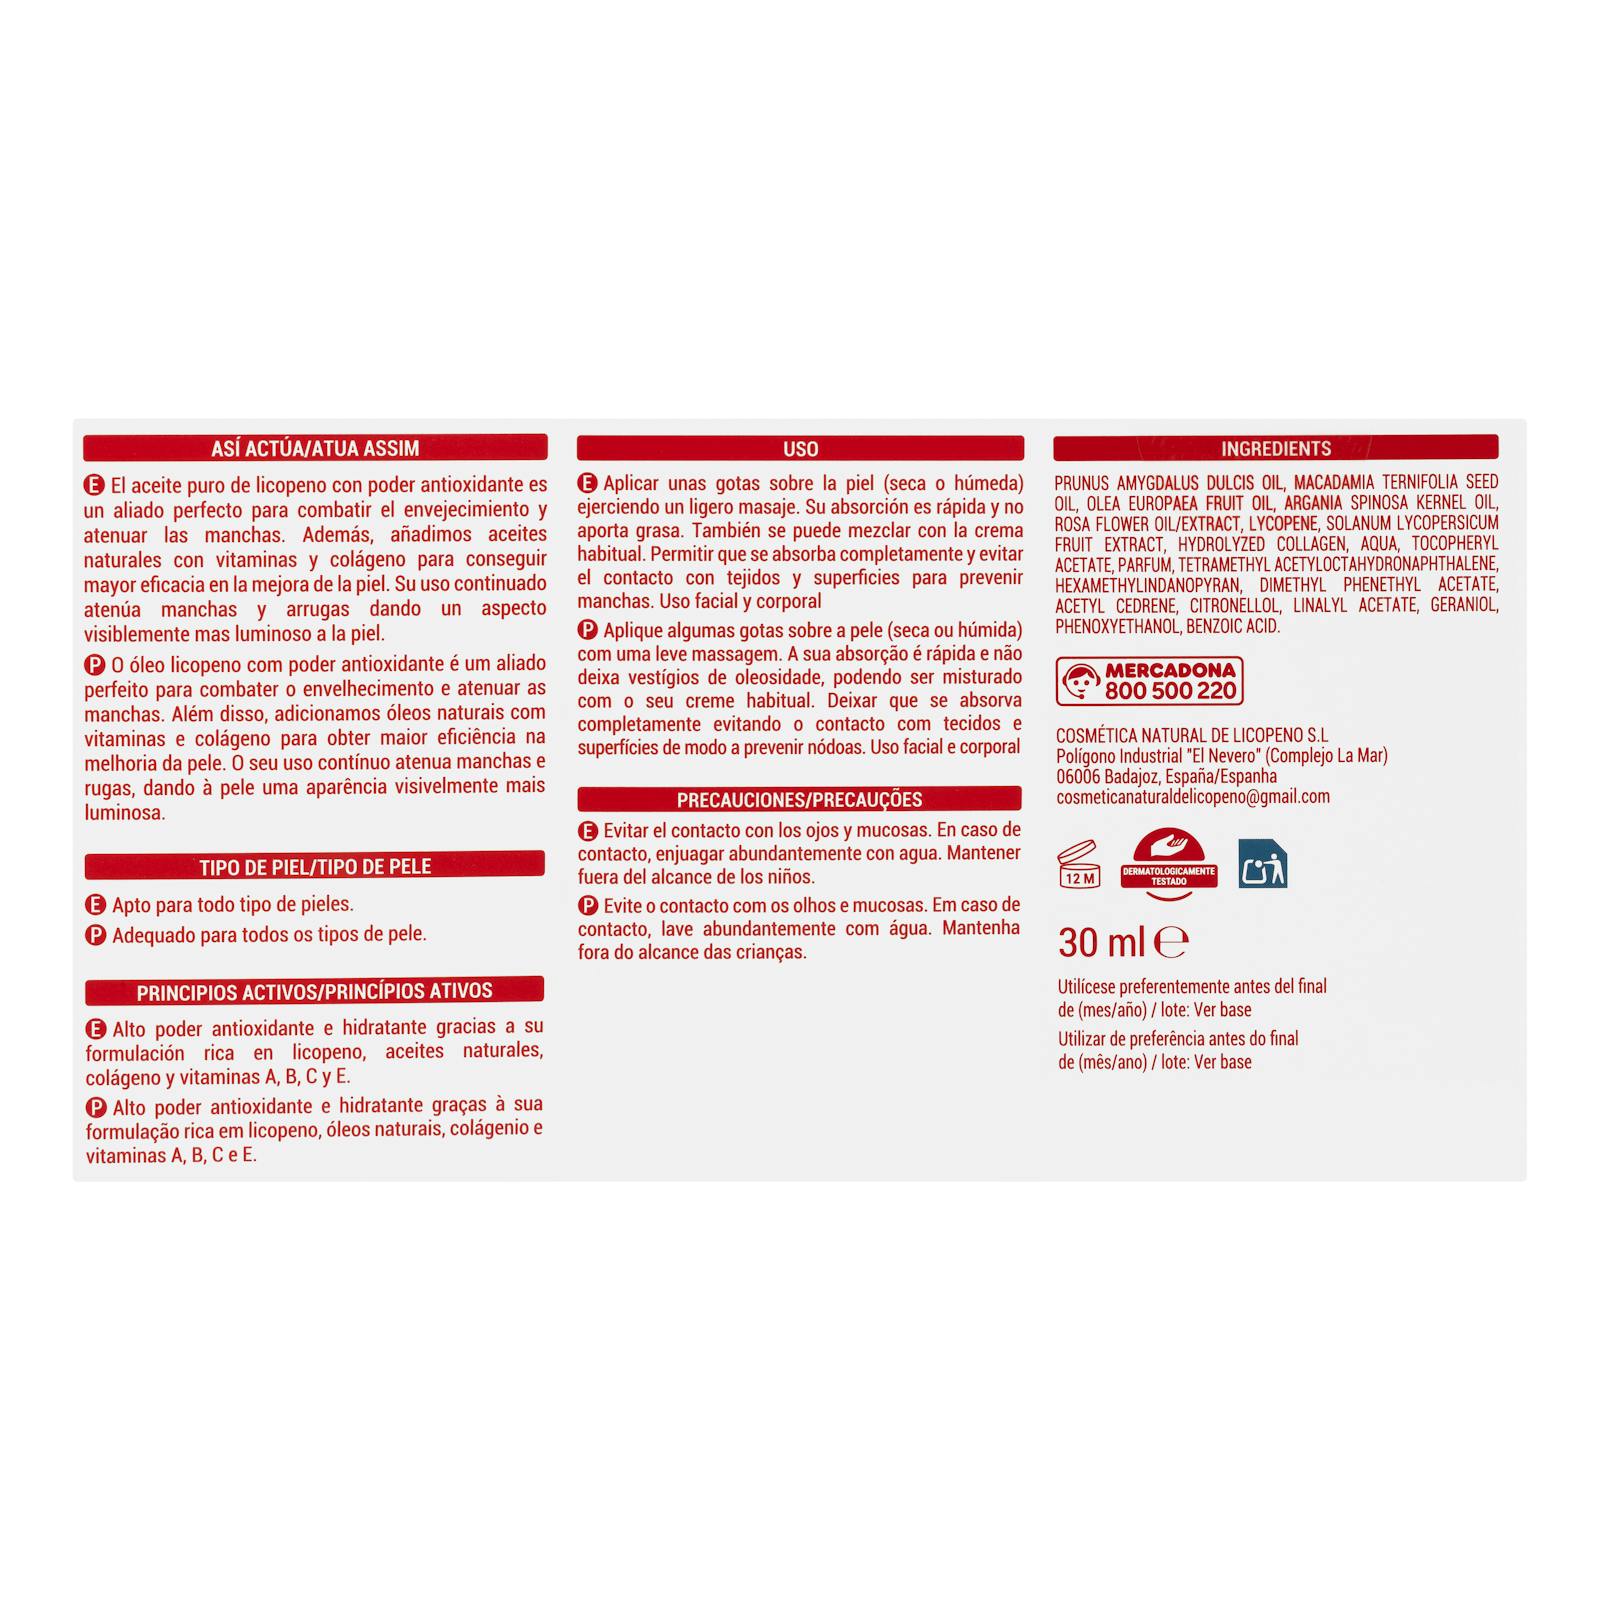 ASÍ ACTÚA/ATUA ASSIM
E El aceite puro de licopeno con poder antioxidante es
un aliado perfecto para combatir el envejecimiento y
atenuar las manchas. Además, añadimos aceites
naturales con vitaminas y colágeno para conseguir
mayor eficacia en la mejora de la piel. Su uso continuado
atenúa manchas y arrugas dando un aspecto
visiblemente mas luminoso a la piel.
P O óleo licopeno com poder antioxidante é um aliado
perfeito para combater o envelhecimento e atenuar as
manchas. Além disso, adicionamos óleos naturais com
vitaminas e colágeno para obter maior eficiência na
melhoria da pele. O seu uso contínuo atenua manchas e
rugas, dando à pele uma aparência visivelmente mais
luminosa.
TIPO DE PIEL/TIPO DE PELE
E Apto para todo tipo de pieles.
P Adequado para todos os tipos de pele.
PRINCIPIOS ACTIVOS/PRINCÍPIOS ATIVOS
E Alto poder antioxidante e hidratante gracias a su
formulación rica en licopeno, aceites naturales,
colágeno y vitaminas A, B, C y E.
P Alto poder antioxidante e hidratante graças à sua
formulação rica em licopeno, óleos naturais, colágenio e
vitaminas A, B, C e E.
USO
E Aplicar unas gotas sobre la piel (seca o húmeda)
ejerciendo un ligero masaje. Su absorción es rápida y no
aporta grasa. También se puede mezclar con la crema
habitual. Permitir que se absorba completamente y evitar
el contacto con tejidos y superficies para prevenir
manchas. Uso facial y corporal
P Aplique algumas gotas sobre a pele (seca ou húmida)
com uma leve massagem. A sua absorção é rápida e não
deixa vestígios de oleosidade, podendo ser misturado
com o seu creme habitual. Deixar que se absorva
completamente evitando o contacto com tecidos e
superfícies de modo a prevenir nódoas. Uso facial e corporal
PRECAUCIONES/PRECAUÇÕES
E Evitar el contacto con los ojos y mucosas. En caso de
contacto, enjuagar abundantemente con agua. Mantener
fuera del alcance de los niños.
P Evite o contacto com os olhos e mucosas. Em caso de
contacto, lave abundantemente com água. Mantenha
fora do alcance das crianças.
INGREDIENTS
PRUNUS AMYGDALUS DULCIS OIL, MACADAMIA TERNIFOLIA SEED
OIL, OLEA EUROPAEA FRUIT OIL, ARGANIA SPINOSA KERNEL OIL,
ROSA FLOWER OIL/EXTRACT, LYCOPENE, SOLANUM LYCOPERSICUM
FRUIT EXTRACT, HYDROLYZED COLLAGEN, AQUA, TOCOPHERYL
ACETATE, PARFUM, TETRAMETHYL ACETYLOCTAHYDRONAPHTHALENE,
HEXAMETHYLINDANOPYRAN, DIMETHYL PHENETHYL ACETATE,
ACETYL CEDRENE, CITRONELLOL, LINALYL ACETATE, GERANIOL,
PHENOXYETHANOL, BENZOIC ACID.
MERCADONA
800 500 220
COSMÉTICA NATURAL DE LICOPENO S.L
Polígono Industrial "El Nevero" (Complejo La Mar)
06006 Badajoz, España/Espanha
cosmeticanaturaldelicopeno@gmail.com
12 M
DERMATOLOGICAMENTE
TESTADO
30 ml ℮
Utilícese preferentemente antes del final
de (mes/año) / lote: Ver base
Utilizar de preferência antes do final
de (mês/ano) / lote: Ver base